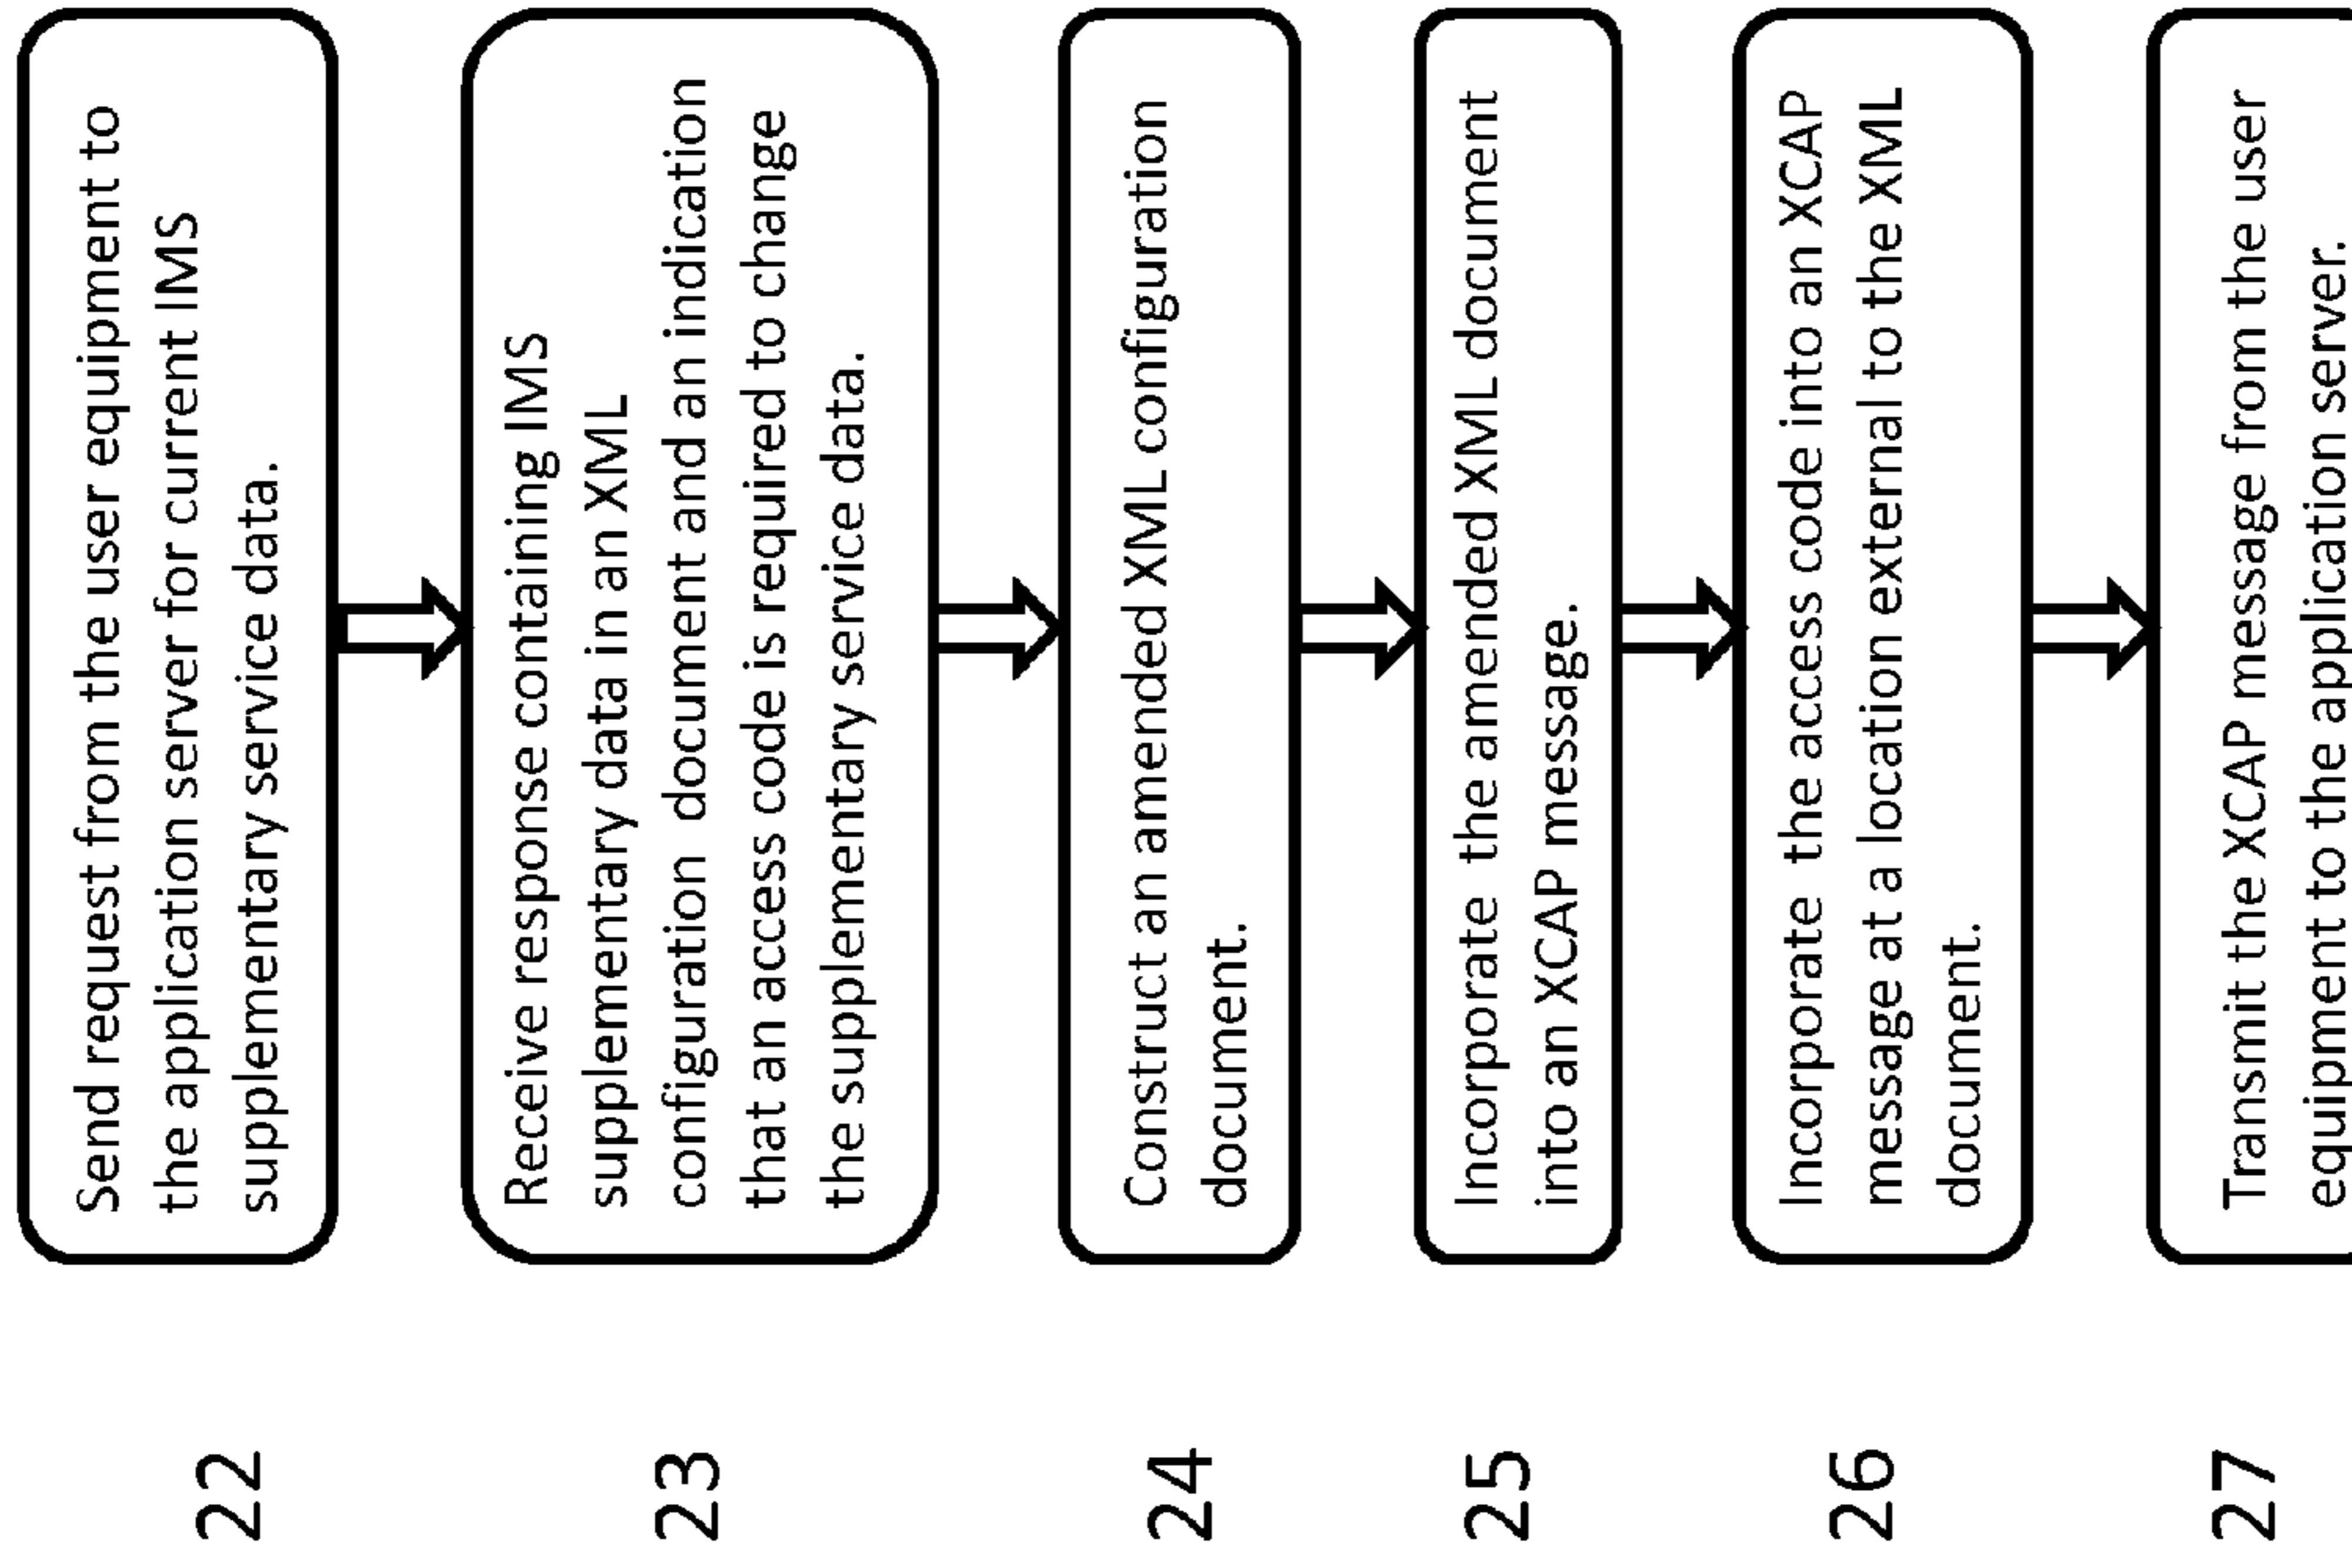 22
Send request from the user equipment to
the application server for current IMS
supplementary service data.
23
Receive response containing IMS
supplementary data in an XML
configuration document and an indication
that an access code is required to change
the supplementary service data.
24
Construct an amended XML configuration
document.
25
Incorporate the amended XML document
into an XCAP message.
26
Incorporate the access code into an XCAP
message at a location external to the XML
document.
27
Transmit the XCAP message from the user
equipment to the application server.